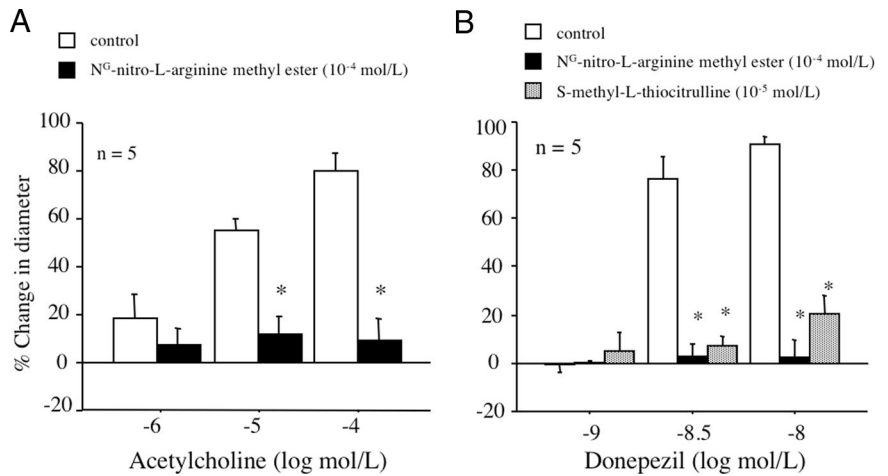 A
control
Nᴳ-nitro-L-arginine methyl ester (10⁻⁴ mol/L)
% Change in diameter
100
80
60
40
20
0
-20
n = 5
*
*
-6
-5
-4
Acetylcholine (log mol/L)
B
control
Nᴳ-nitro-L-arginine methyl ester (10⁻⁴ mol/L)
S-methyl-L-thiocitrulline (10⁻⁵ mol/L)
100
80
60
40
20
0
-20
n = 5
*
*
*
*
-9
-8.5
-8
Donepezil (log mol/L)